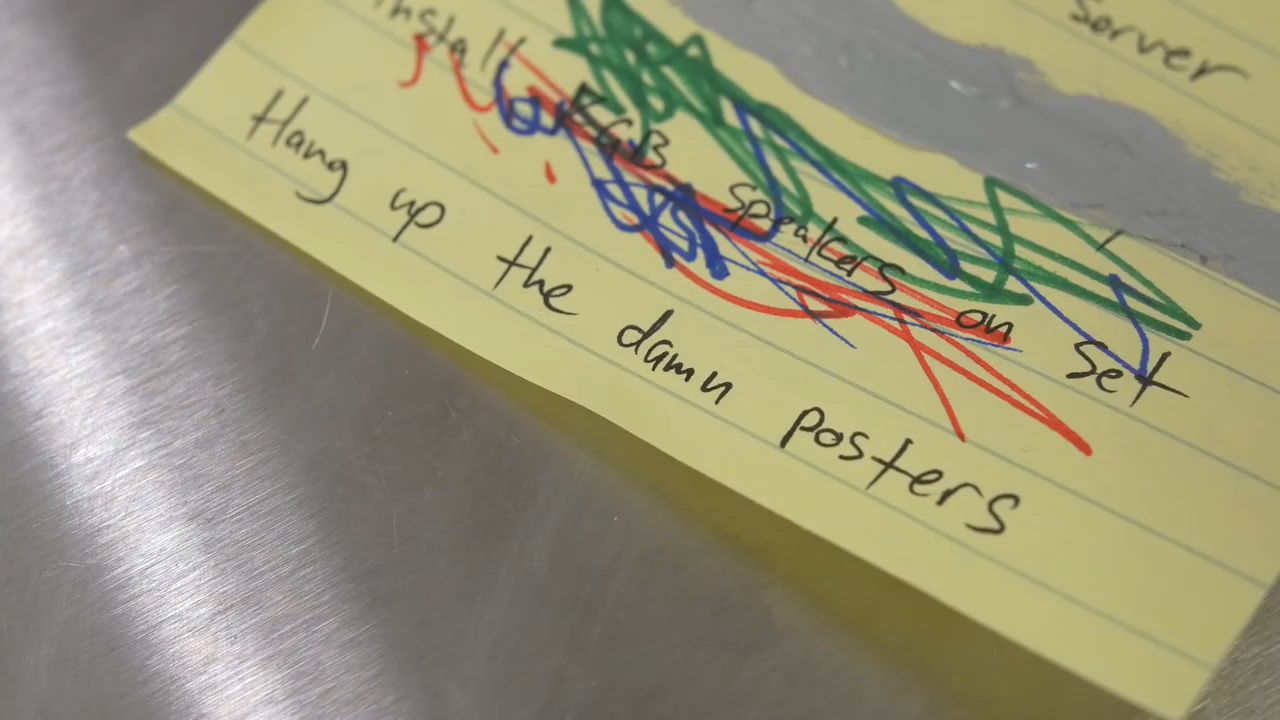 Server
install RGB speakers on set
Hang up the damn posters